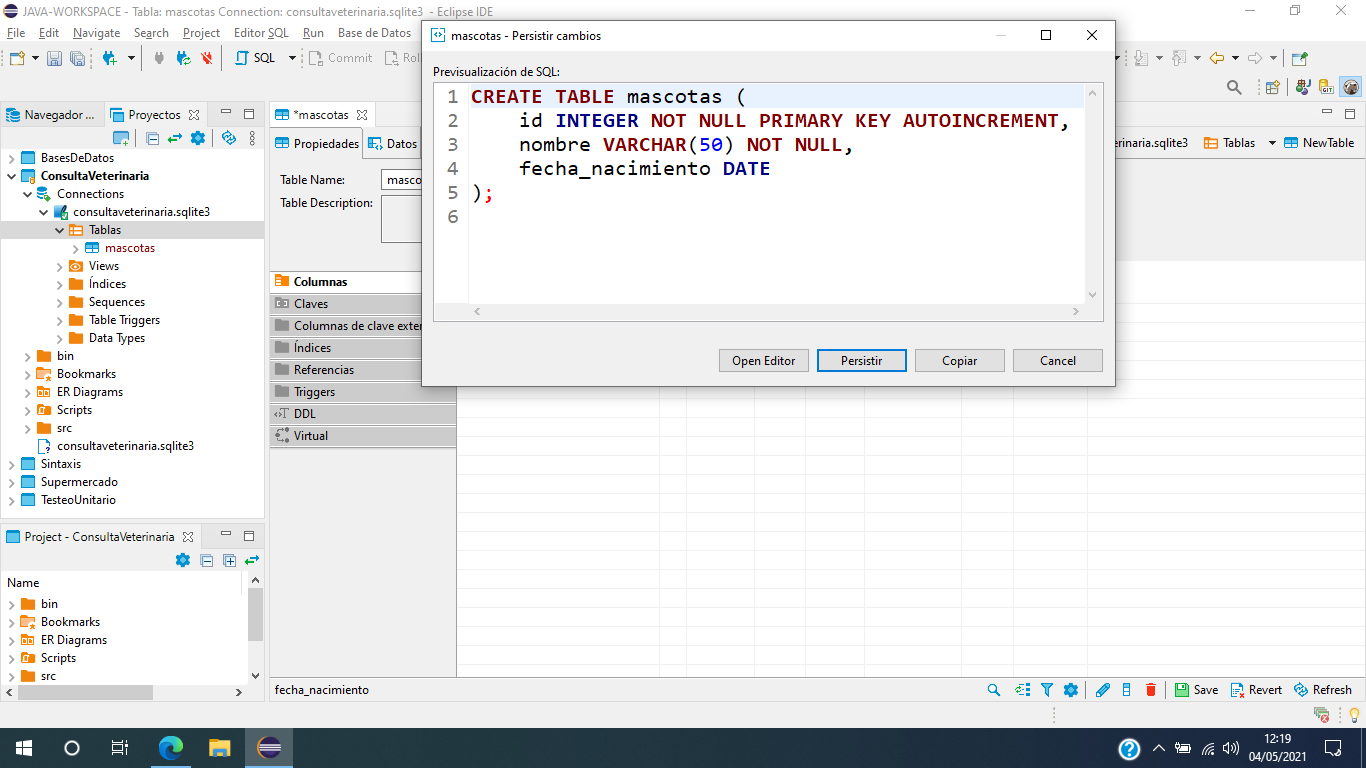 JAVA-WORKSPACE - Tabla: mascotas Connection: consultaveterinaria.sqlite3 - Eclipse IDE
File Edit Navigate Search Project Editor SQL Run Base de Datos
SQL Commit
Navegador ... Proyectos
BasesDeDatos
ConsultaVeterinaria
Connections
consultaveterinaria.sqlite3
Tablas
mascotas
Views
Índices
Sequences
Table Triggers
Data Types
bin
Bookmarks
ER Diagrams
Scripts
src
consultaveterinaria.sqlite3
Sintaxis
Supermercado
TesteoUnitario
Project - ConsultaVeterinaria
Name
bin
Bookmarks
ER Diagrams
Scripts
src
*mascotas
Propiedades Datos
Table Name: masco
Table Description:
Columnas
Claves
Columnas de clave exter
Índices
Referencias
Triggers
DDL
Virtual
mascotas - Persistir cambios
Previsualización de SQL:
1 CREATE TABLE mascotas (
2 id INTEGER NOT NULL PRIMARY KEY AUTOINCREMENT,
3 nombre VARCHAR(50) NOT NULL,
4 fecha_nacimiento DATE
5 );
6
Open Editor Persistir Copiar Cancel
rinaria.sqlite3 Tablas NewTable
GIT
fecha_nacimiento
Save Revert Refresh
12:19
04/05/2021